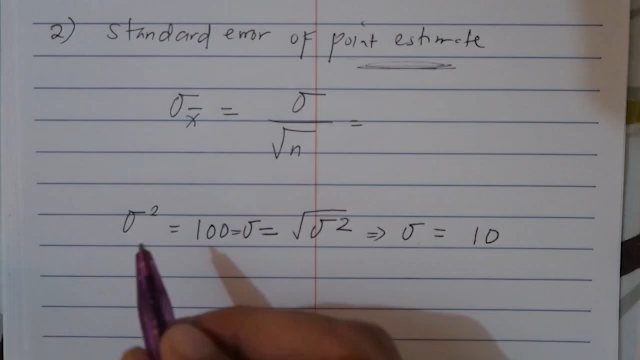 2) Standard error of point estimate
σx̄ = σ/√n =
σ² = 100 = σ = √σ² ⇒ σ = 10